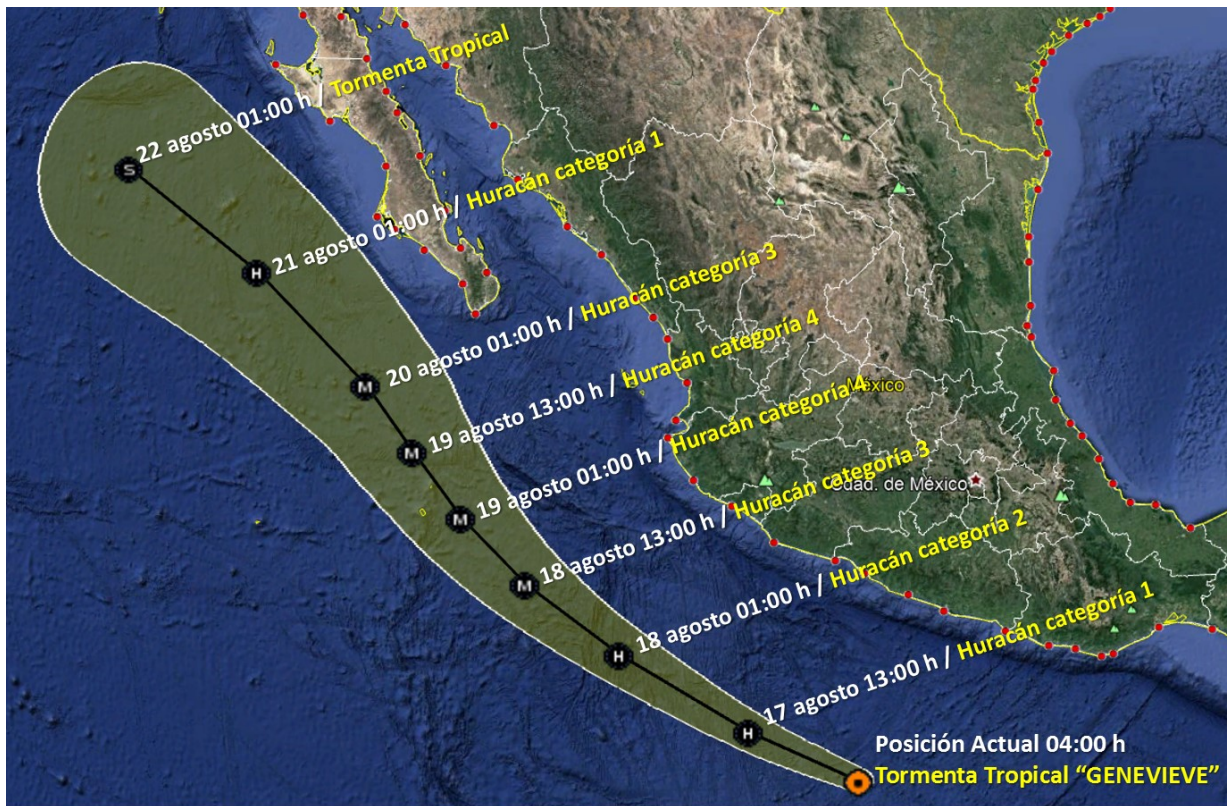 22 agosto 01:00 h / Tormenta Tropical
S
21 agosto 01:00 h / Huracán categoría 1
H
20 agosto 01:00 h / Huracán categoría 3
M
19 agosto 13:00 h / Huracán categoría 4
México
M
19 agosto 01:00 h / Huracán categoría 4
M
18 agosto 13:00 h / Huracán categoría 3
Cdad. de México
M
18 agosto 01:00 h / Huracán categoría 2
H
17 agosto 13:00 h / Huracán categoría 1
H
Posición Actual 04:00 h
Tormenta Tropical “GENEVIEVE”